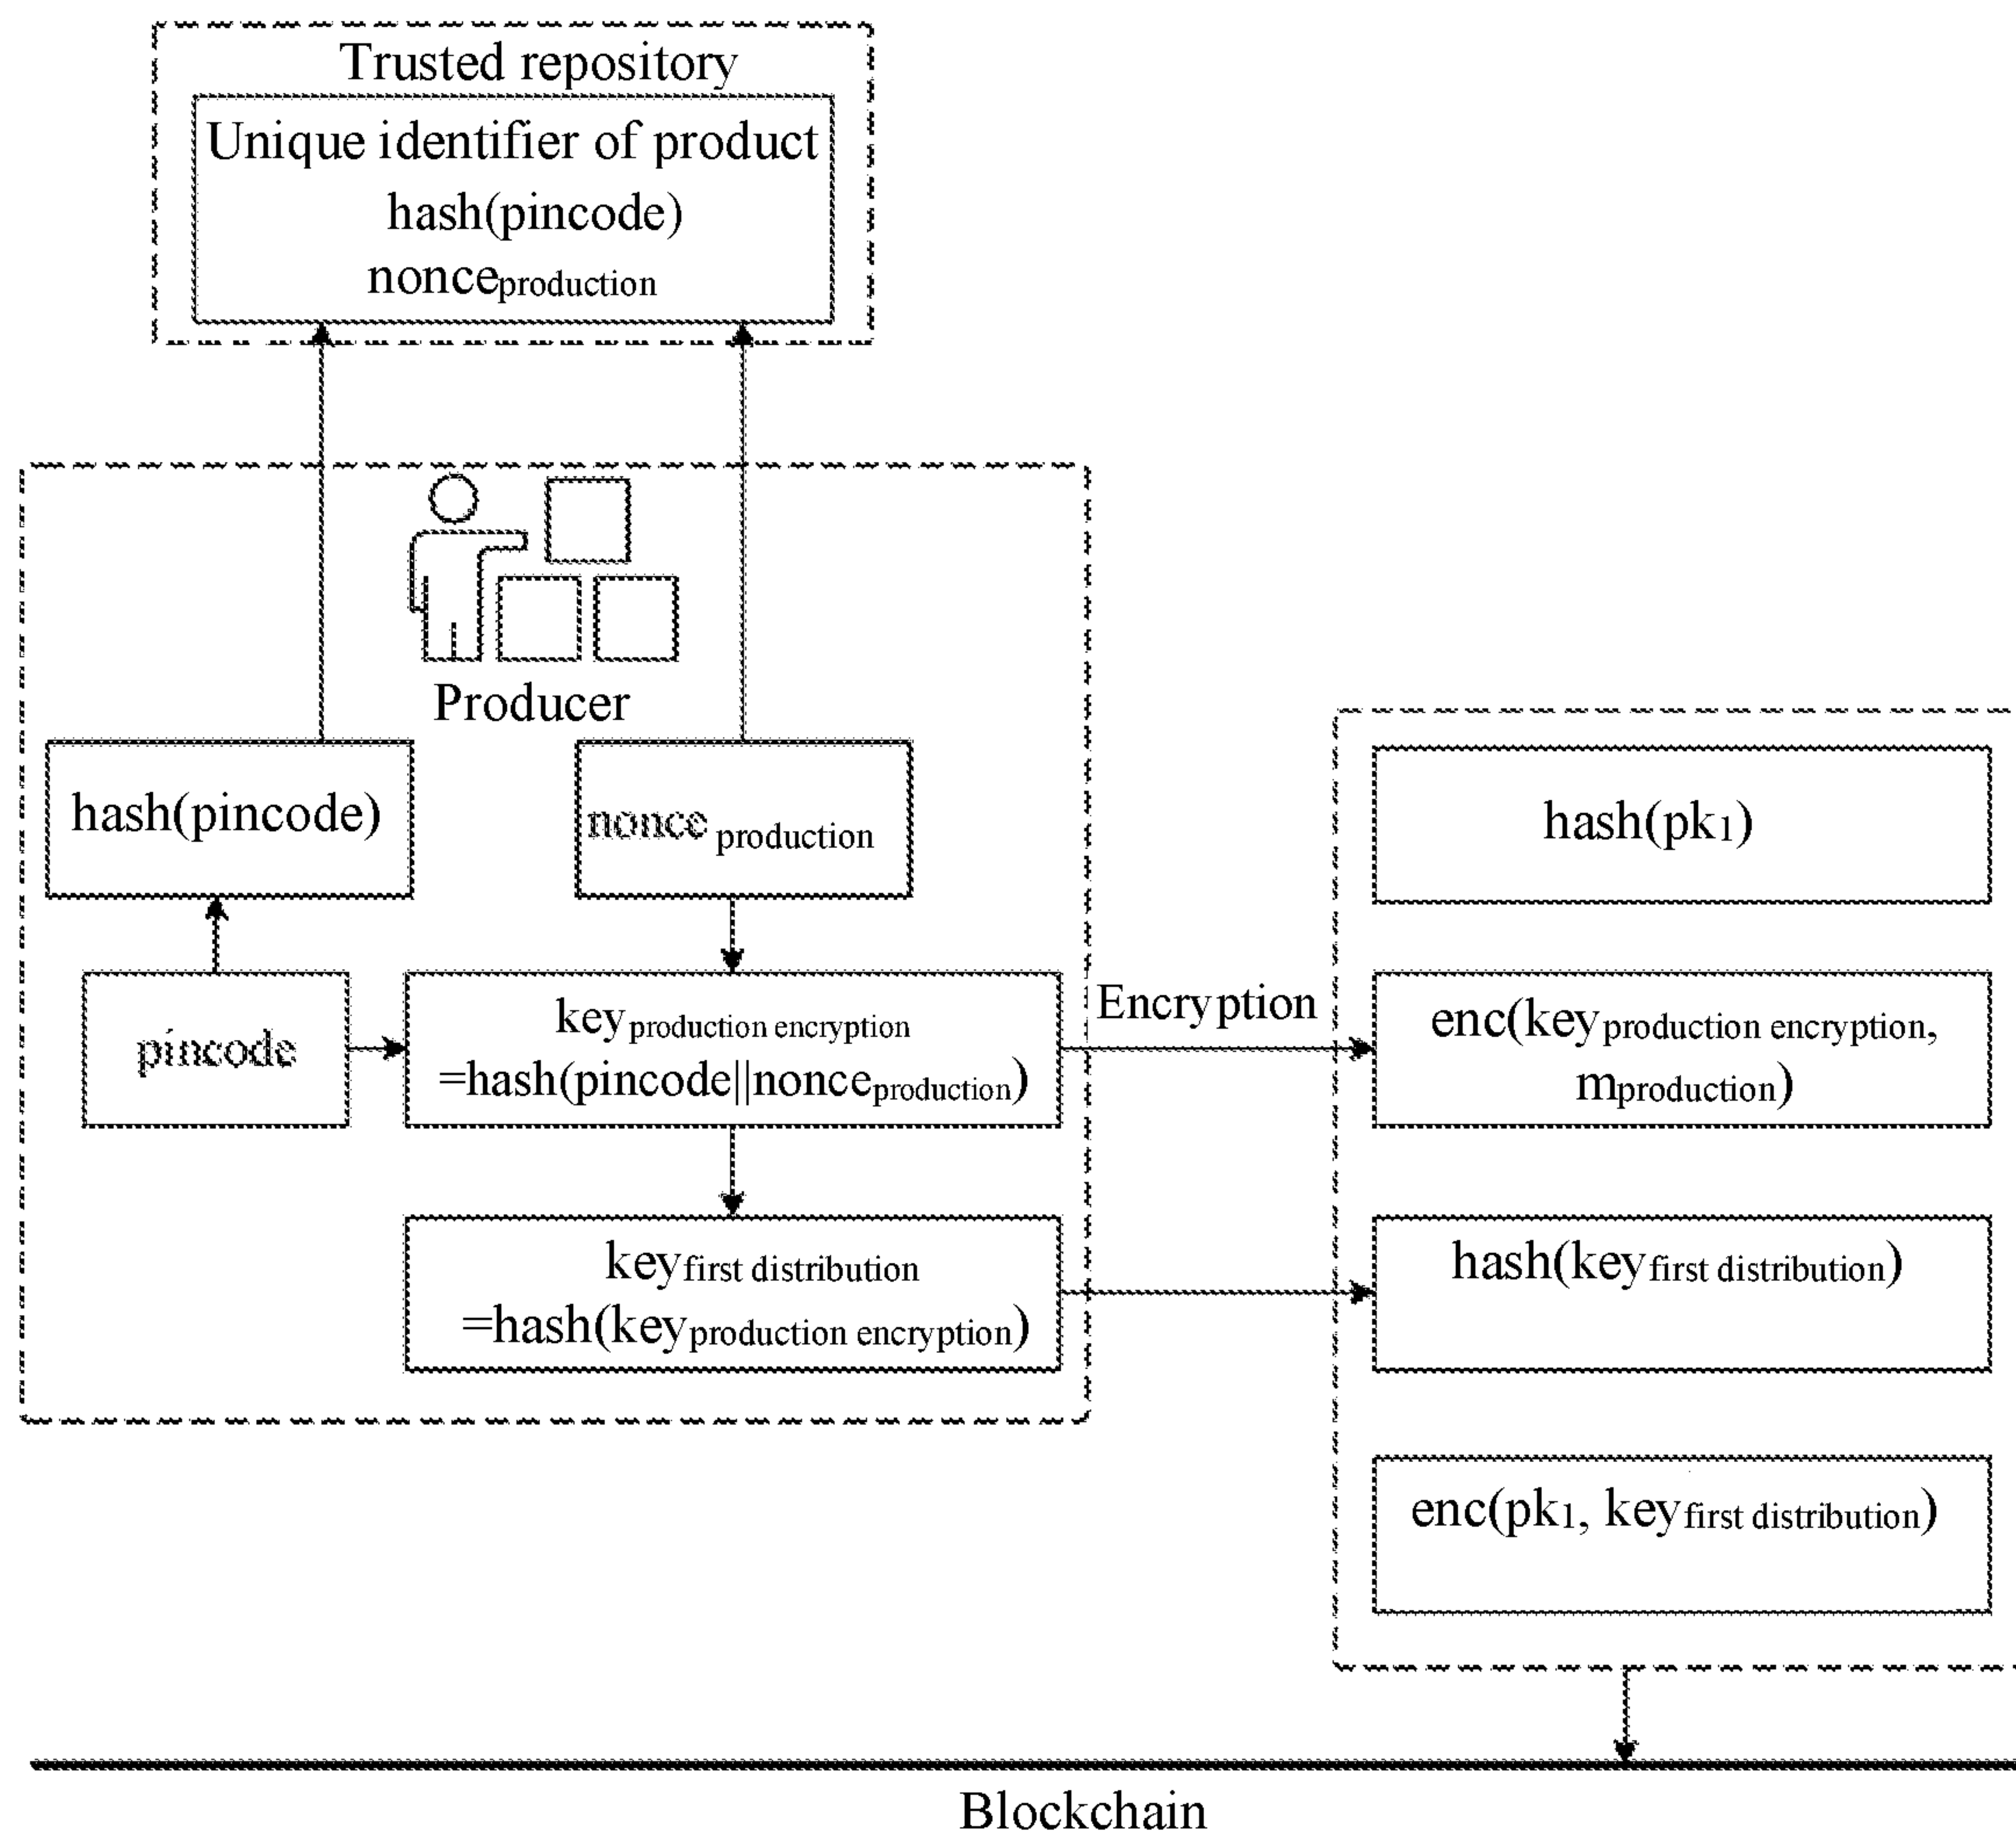 Trusted repository
Unique identifier of product
hash(pincode)
nonceproduction
Producer
hash(pincode)
nonce production
pincode
keyproduction encryption
=hash(pincode||nonceproduction)
keyfirst distribution
=hash(keyproduction encryption)
Encryption
hash(pk1)
enc(keyproduction encryption,
mproduction)
hash(keyfirst distribution)
enc(pk1, keyfirst distribution)
Blockchain